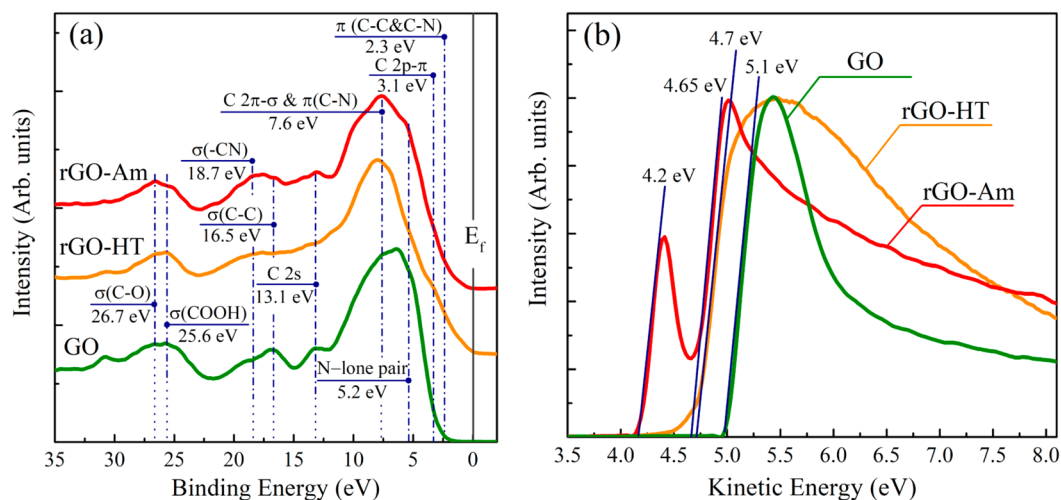 (a)
π (C-C&C-N)
2.3 eV
C 2p-π
3.1 eV
C 2π-σ & π(C-N)
7.6 eV
σ(-CN)
18.7 eV
rGO-Am
σ(C-C)
16.5 eV
rGO-HT
E_f
C 2s
13.1 eV
σ(C-O)
26.7 eV
σ(COOH)
25.6 eV
GO
N–lone pair
5.2 eV
Intensity (Arb. units)
35 30 25 20 15 10 5 0
Binding Energy (eV)
(b)
4.7 eV
5.1 eV
4.65 eV
GO
rGO-HT
4.2 eV
rGO-Am
Intensity (Arb. units)
3.5 4.0 4.5 5.0 5.5 6.0 6.5 7.0 7.5 8.0
Kinetic Energy (eV)